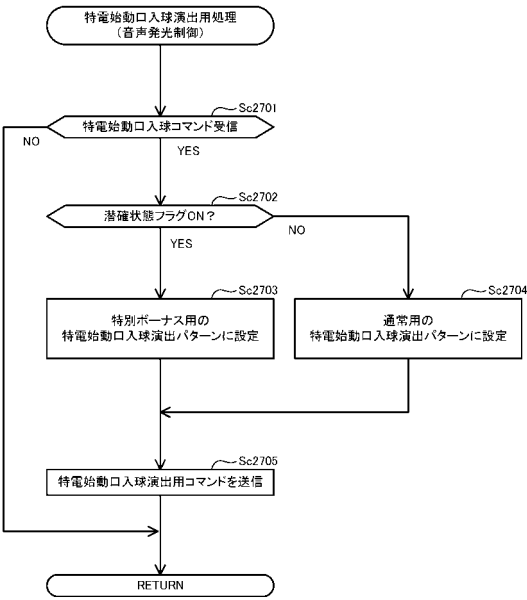 特電始動口入球演出用処理
(音声発光制御)
Sc2701
特電始動口入球コマンド受信
NO
YES
Sc2702
潜確状態フラグON?
NO
YES
Sc2703
特別ボーナス用の
特電始動口入球演出パターンに設定
Sc2704
通常用の
特電始動口入球演出パターンに設定
Sc2705
特電始動口入球演出用コマンドを送信
RETURN